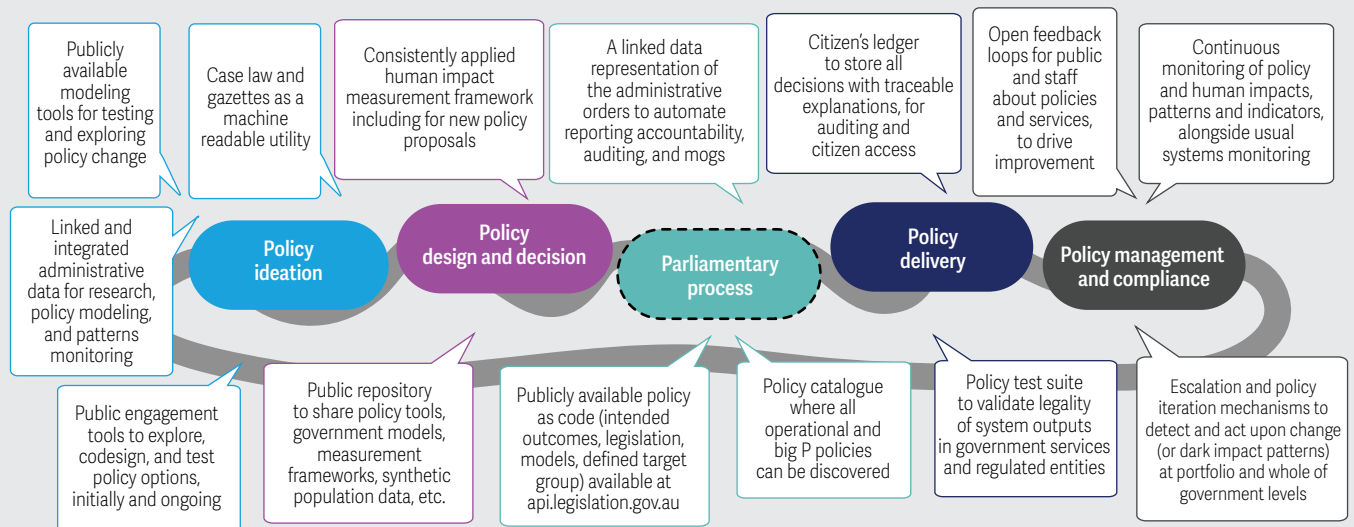 Publicly
available
modeling
tools for testing
and exploring
policy change
Case law and
gazettes as a
machine
readable utility
Consistently applied
human impact
measurement framework
including for new policy
proposals
A linked data
representation of
the administrative
orders to automate
reporting accountability,
auditing, and mogs
Citizen's ledger
to store all
decisions with traceable
explanations, for
auditing and
citizen access
Open feedback
loops for public
and staff
about policies
and services,
to drive
improvement
Continuous
monitoring of policy
and human impacts,
patterns and indicators,
alongside usual
systems monitoring
Linked and
integrated
administrative
data for research,
policy modeling,
and patterns
monitoring
Policy
ideation
Policy
design and decision
Parliamentary
process
Policy
delivery
Policy management
and compliance
Public engagement
tools to explore,
codesign, and test
policy options,
initially and ongoing
Public repository
to share policy tools,
government models,
measurement
frameworks, synthetic
population data, etc.
Publicly available policy
as code (intended
outcomes, legislation,
models, defined target
group) available at
api.legislation.gov.au
Policy catalogue
where all
operational and
big P policies
can be discovered
Policy test suite
to validate legality
of system outputs
in government services
and regulated entities
Escalation and policy
iteration mechanisms to
detect and act upon change
(or dark impact patterns)
at portfolio and whole of
government levels